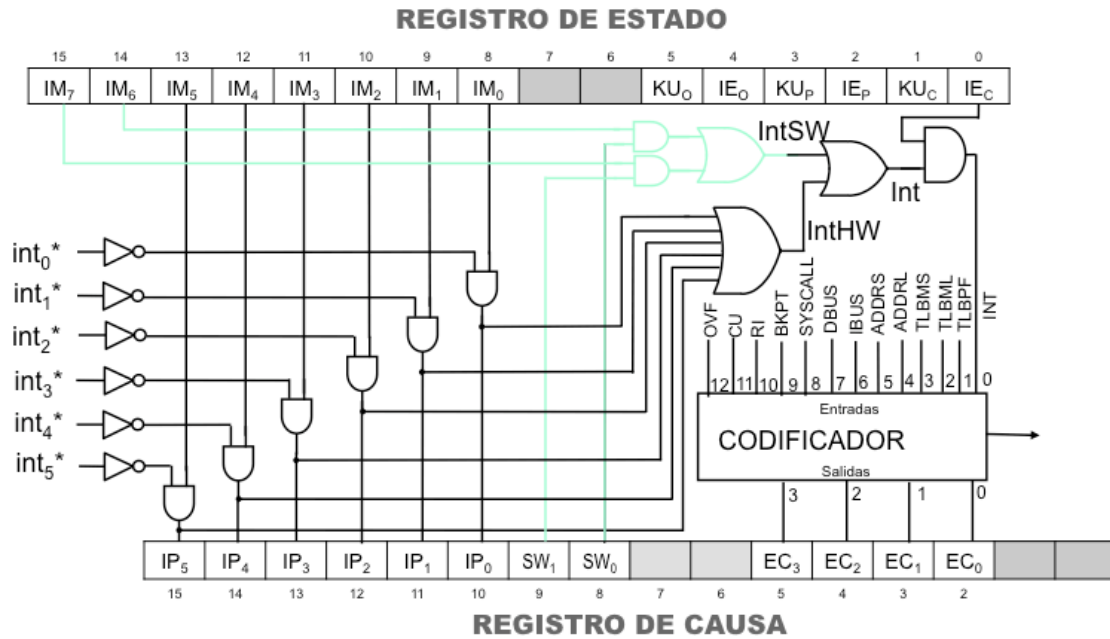 REGISTRO DE ESTADO
15 14 13 12 11 10 9 8 7 6 5 4 3 2 1 0
IM7 IM6 IM5 IM4 IM3 IM2 IM1 IM0 KUO IEO KUP IEP KUC IEC
IntSW
Int
IntHW
int0*
int1*
int2*
int3*
int4*
int5*
OVF CU RI BKPT SYSCALL DBUS IBUS ADDRS ADDRL TLBMS TLBML TLBPF INT
12 11 10 9 8 7 6 5 4 3 2 1 0
Entradas
CODIFICADOR
Salidas
3 2 1 0
IP5 IP4 IP3 IP2 IP1 IP0 SW1 SW0 EC3 EC2 EC1 EC0
15 14 13 12 11 10 9 8 7 6 5 4 3 2
REGISTRO DE CAUSA